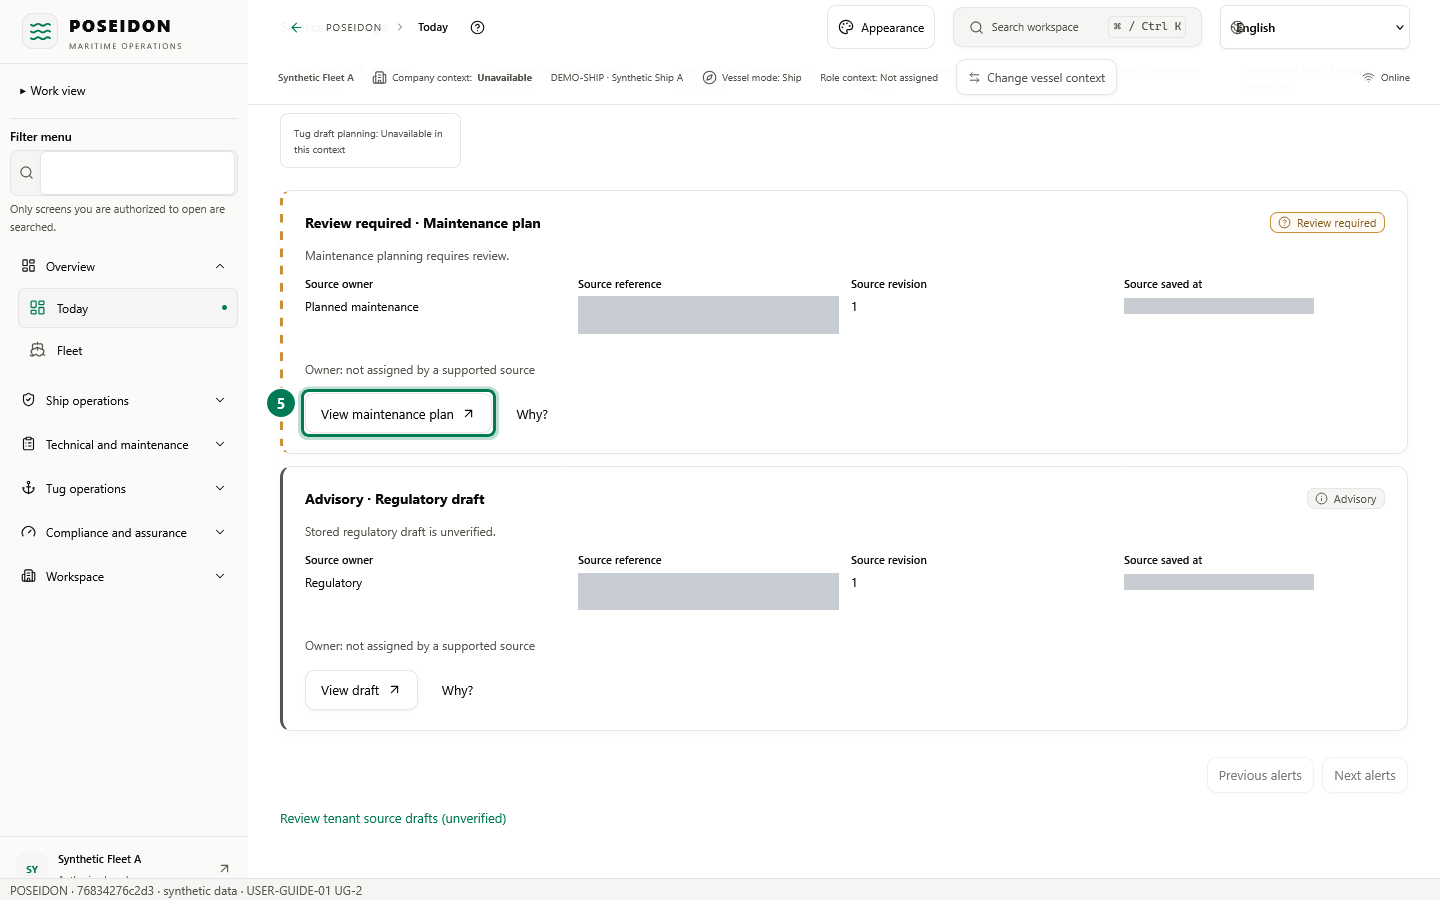 POSEIDON
MARITIME OPERATIONS
Work view
Filter menu
Only screens you are authorized to open are
searched.
Overview
Today
Fleet
Ship operations
Technical and maintenance
Tug operations
Compliance and assurance
Workspace
SY
Synthetic Fleet A
POSEIDON
Today
Appearance
Search workspace
⌘ / Ctrl K
English
Synthetic Fleet A
Company context: Unavailable
DEMO-SHIP · Synthetic Ship A
Vessel mode: Ship
Role context: Not assigned
Change vessel context
Online
Tug draft planning: Unavailable in
this context
Review required · Maintenance plan
Review required
Maintenance planning requires review.
Source owner
Source reference
Source revision
Source saved at
Planned maintenance
1
Owner: not assigned by a supported source
5
View maintenance plan
Why?
Advisory · Regulatory draft
Advisory
Stored regulatory draft is unverified.
Source owner
Source reference
Source revision
Source saved at
Regulatory
1
Owner: not assigned by a supported source
View draft
Why?
Previous alerts
Next alerts
Review tenant source drafts (unverified)
POSEIDON · 76834276c2d3 · synthetic data · USER-GUIDE-01 UG-2